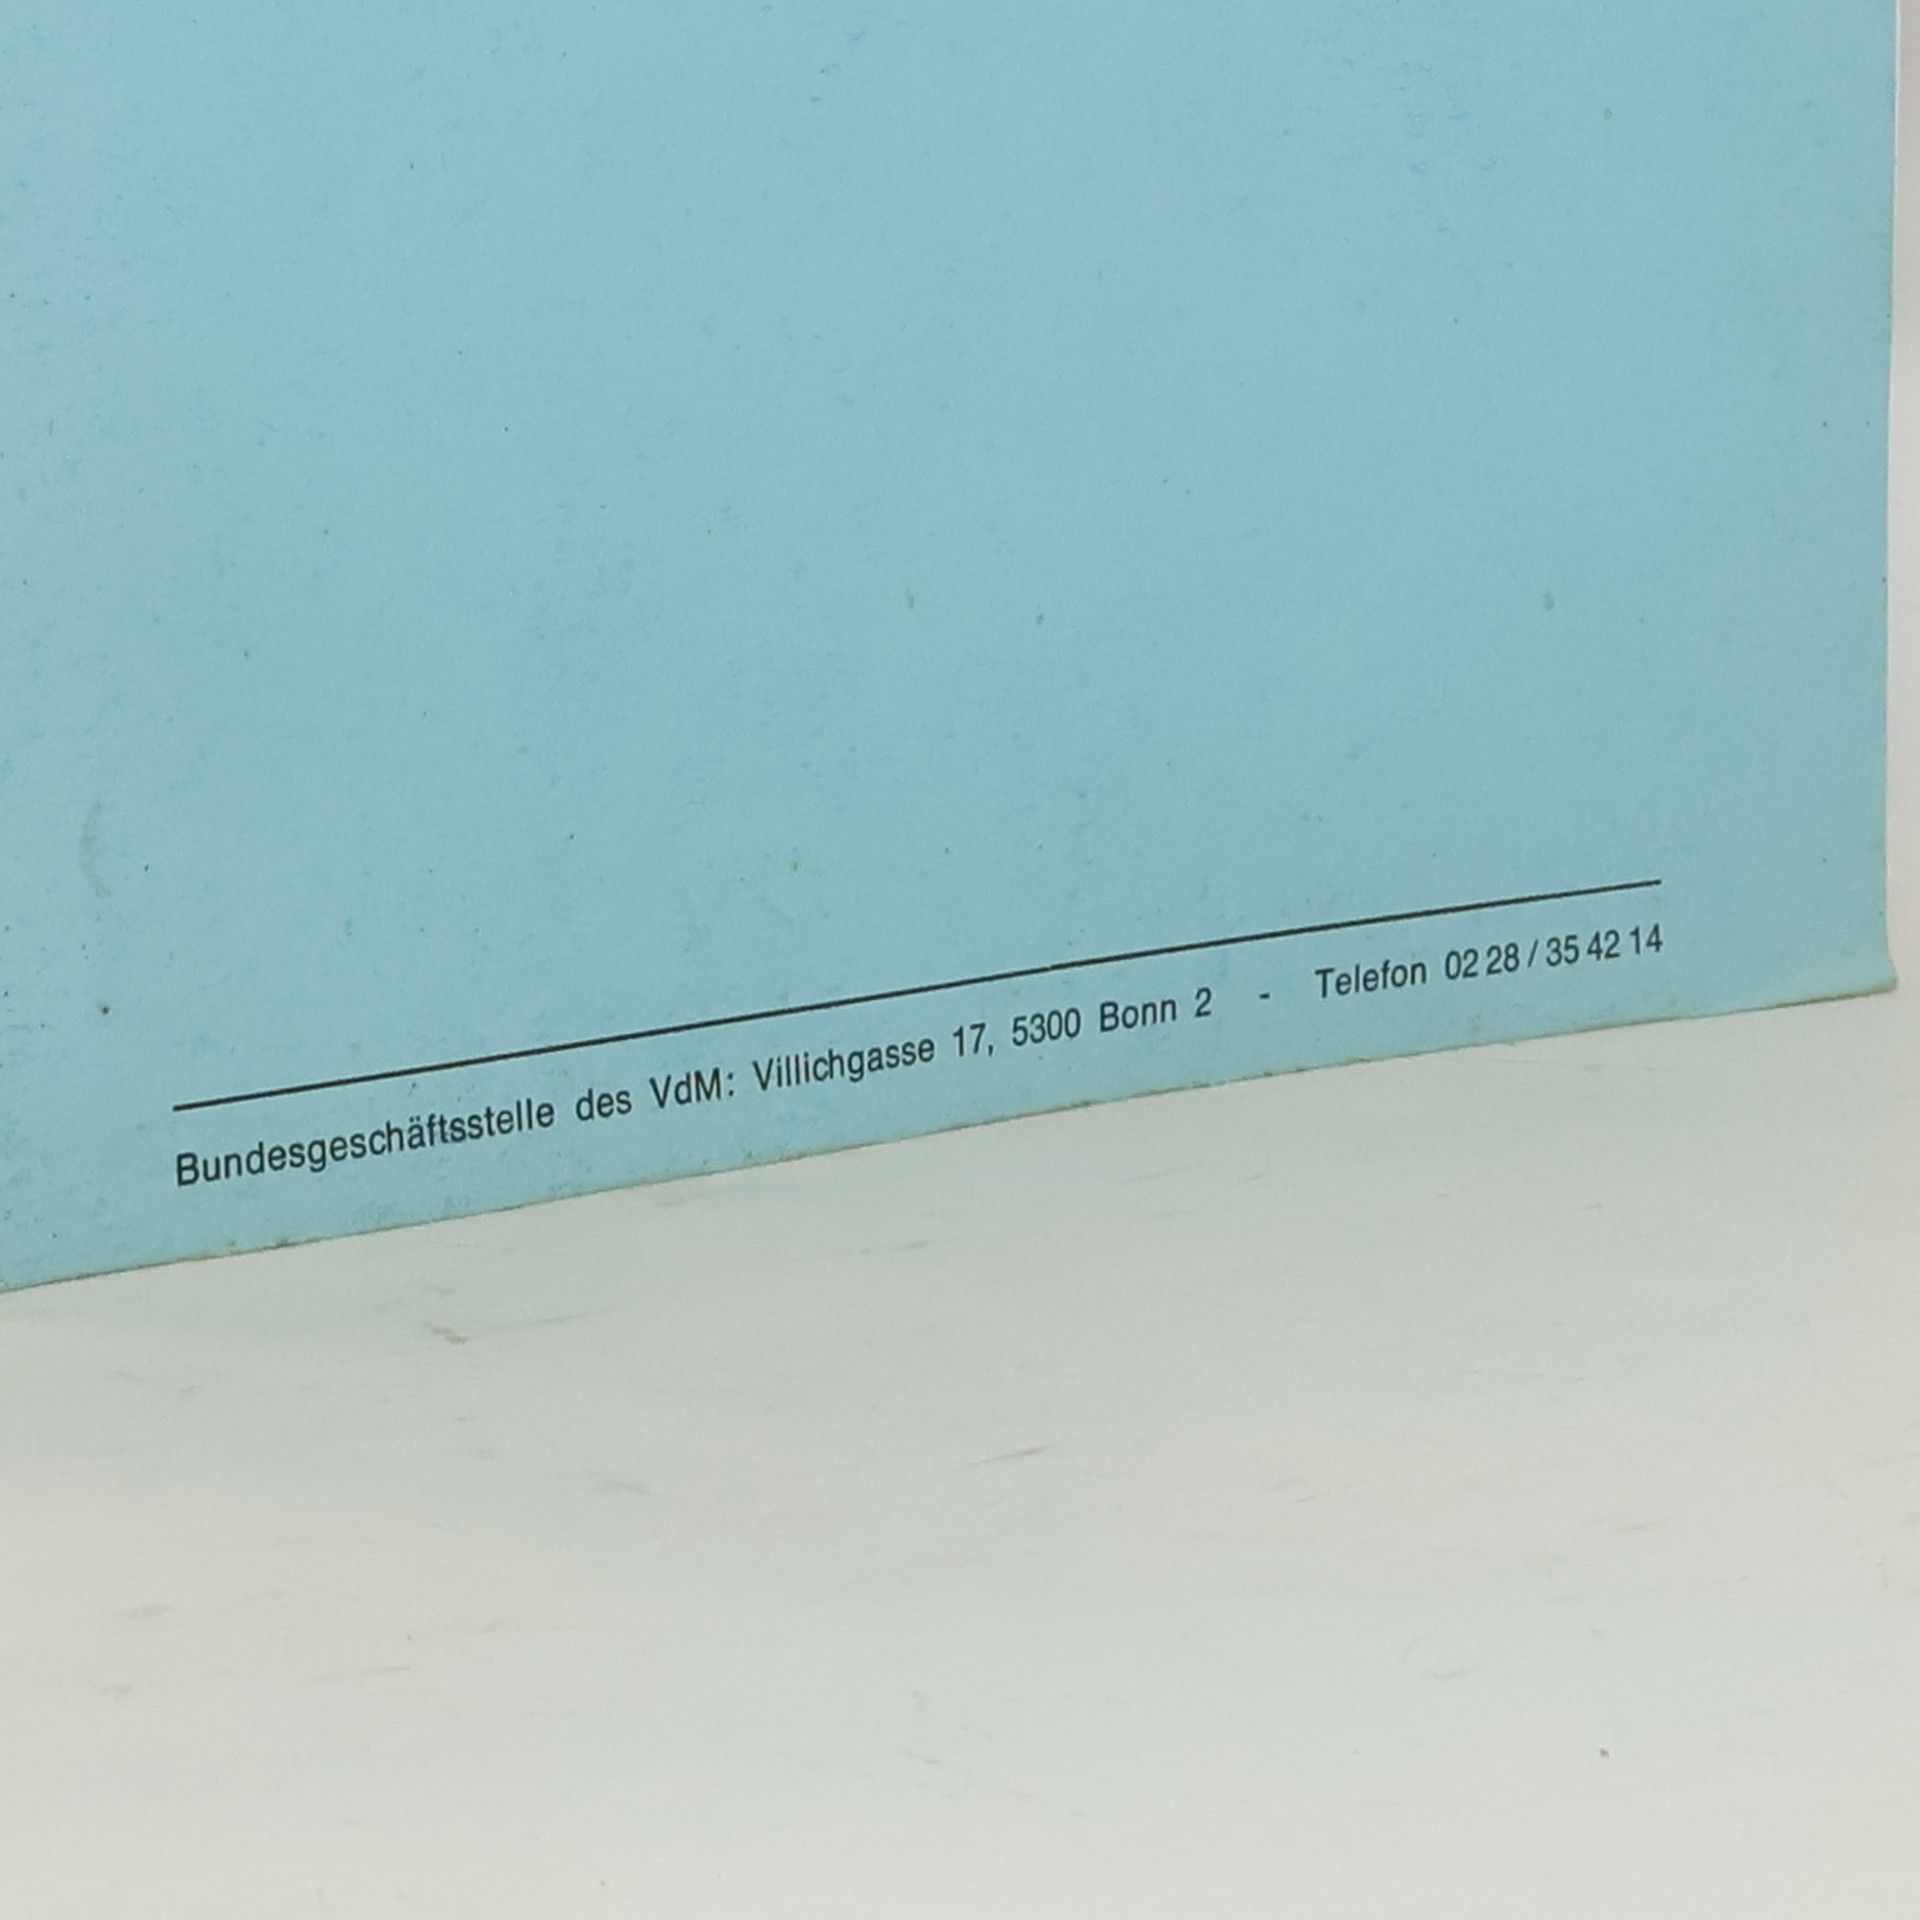 Bundesgeschäftsstelle des VdM: Villichgasse 17, 5300 Bonn 2 - Telefon 02 28 / 35 42 14